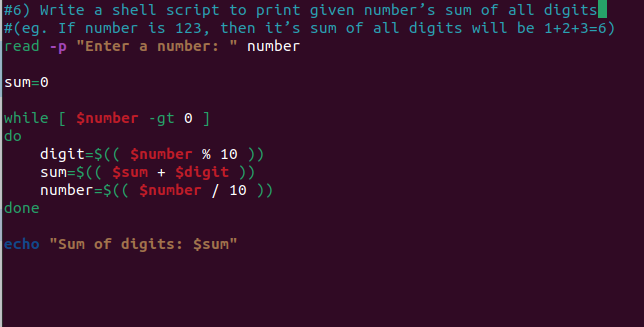 #6) Write a shell script to print given number’s sum of all digits
#(eg. If number is 123, then it’s sum of all digits will be 1+2+3=6)
read -p "Enter a number: " number
sum=0
while [ $number -gt 0 ]
do
    digit=$(( $number % 10 ))
    sum=$(( $sum + $digit ))
    number=$(( $number / 10 ))
done
echo "Sum of digits: $sum"